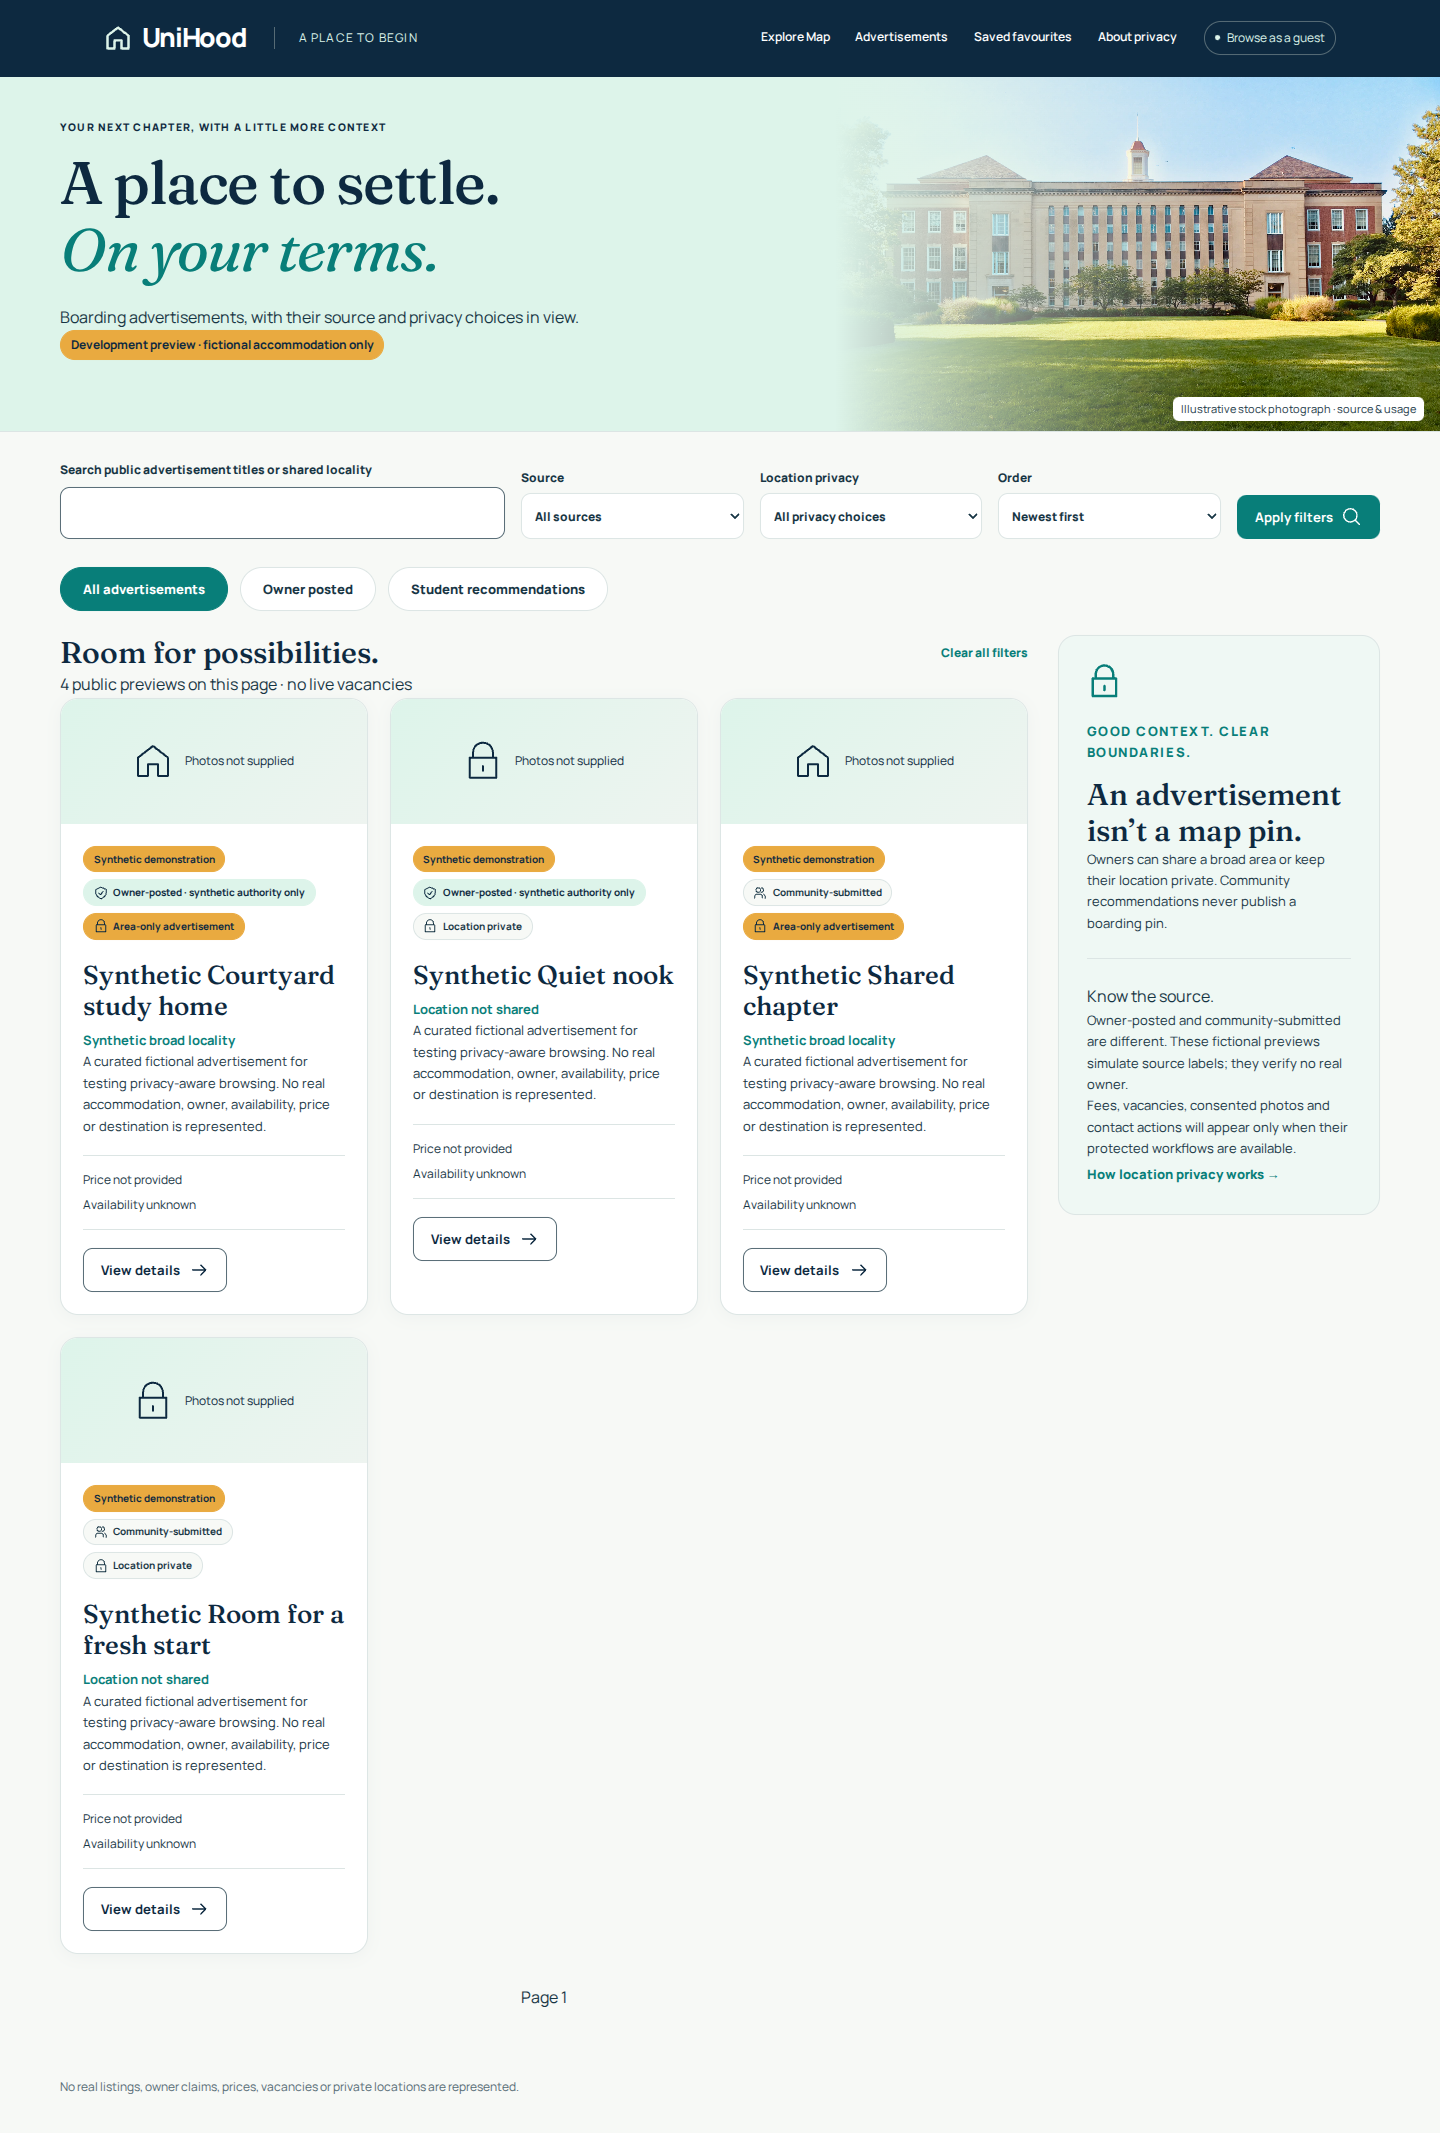 UniHood
A PLACE TO BEGIN
Explore Map
Advertisements
Saved favourites
About privacy
Browse as a guest
YOUR NEXT CHAPTER, WITH A LITTLE MORE CONTEXT
A place to settle.
On your terms.
Boarding advertisements, with their source and privacy choices in view.
Development preview · fictional accommodation only
Illustrative stock photograph · source & usage
Search public advertisement titles or shared locality
Source
All sources
Location privacy
All privacy choices
Order
Newest first
Apply filters
All advertisements
Owner posted
Student recommendations
Room for possibilities.
Clear all filters
4 public previews on this page · no live vacancies
Photos not supplied
Synthetic demonstration
Owner-posted · synthetic authority only
Area-only advertisement
Synthetic Courtyard
study home
Synthetic broad locality
A curated fictional advertisement for
testing privacy-aware browsing. No real
accommodation, owner, availability, price
or destination is represented.
Price not provided
Availability unknown
View details →
Photos not supplied
Synthetic demonstration
Owner-posted · synthetic authority only
Location private
Synthetic Quiet nook
Location not shared
A curated fictional advertisement for
testing privacy-aware browsing. No real
accommodation, owner, availability, price
or destination is represented.
Price not provided
Availability unknown
View details →
Photos not supplied
Synthetic demonstration
Community-submitted
Area-only advertisement
Synthetic Shared
chapter
Synthetic broad locality
A curated fictional advertisement for
testing privacy-aware browsing. No real
accommodation, owner, availability, price
or destination is represented.
Price not provided
Availability unknown
View details →
Photos not supplied
Synthetic demonstration
Community-submitted
Location private
Synthetic Room for a
fresh start
Location not shared
A curated fictional advertisement for
testing privacy-aware browsing. No real
accommodation, owner, availability, price
or destination is represented.
Price not provided
Availability unknown
View details →
GOOD CONTEXT. CLEAR
BOUNDARIES.
An advertisement
isn’t a map pin.
Owners can share a broad area or keep
their location private. Community
recommendations never publish a
boarding pin.
Know the source.
Owner-posted and community-submitted
are different. These fictional previews
simulate source labels; they verify no real
owner.
Fees, vacancies, consented photos and
contact actions will appear only when their
protected workflows are available.
How location privacy works →
Page 1
No real listings, owner claims, prices, vacancies or private locations are represented.